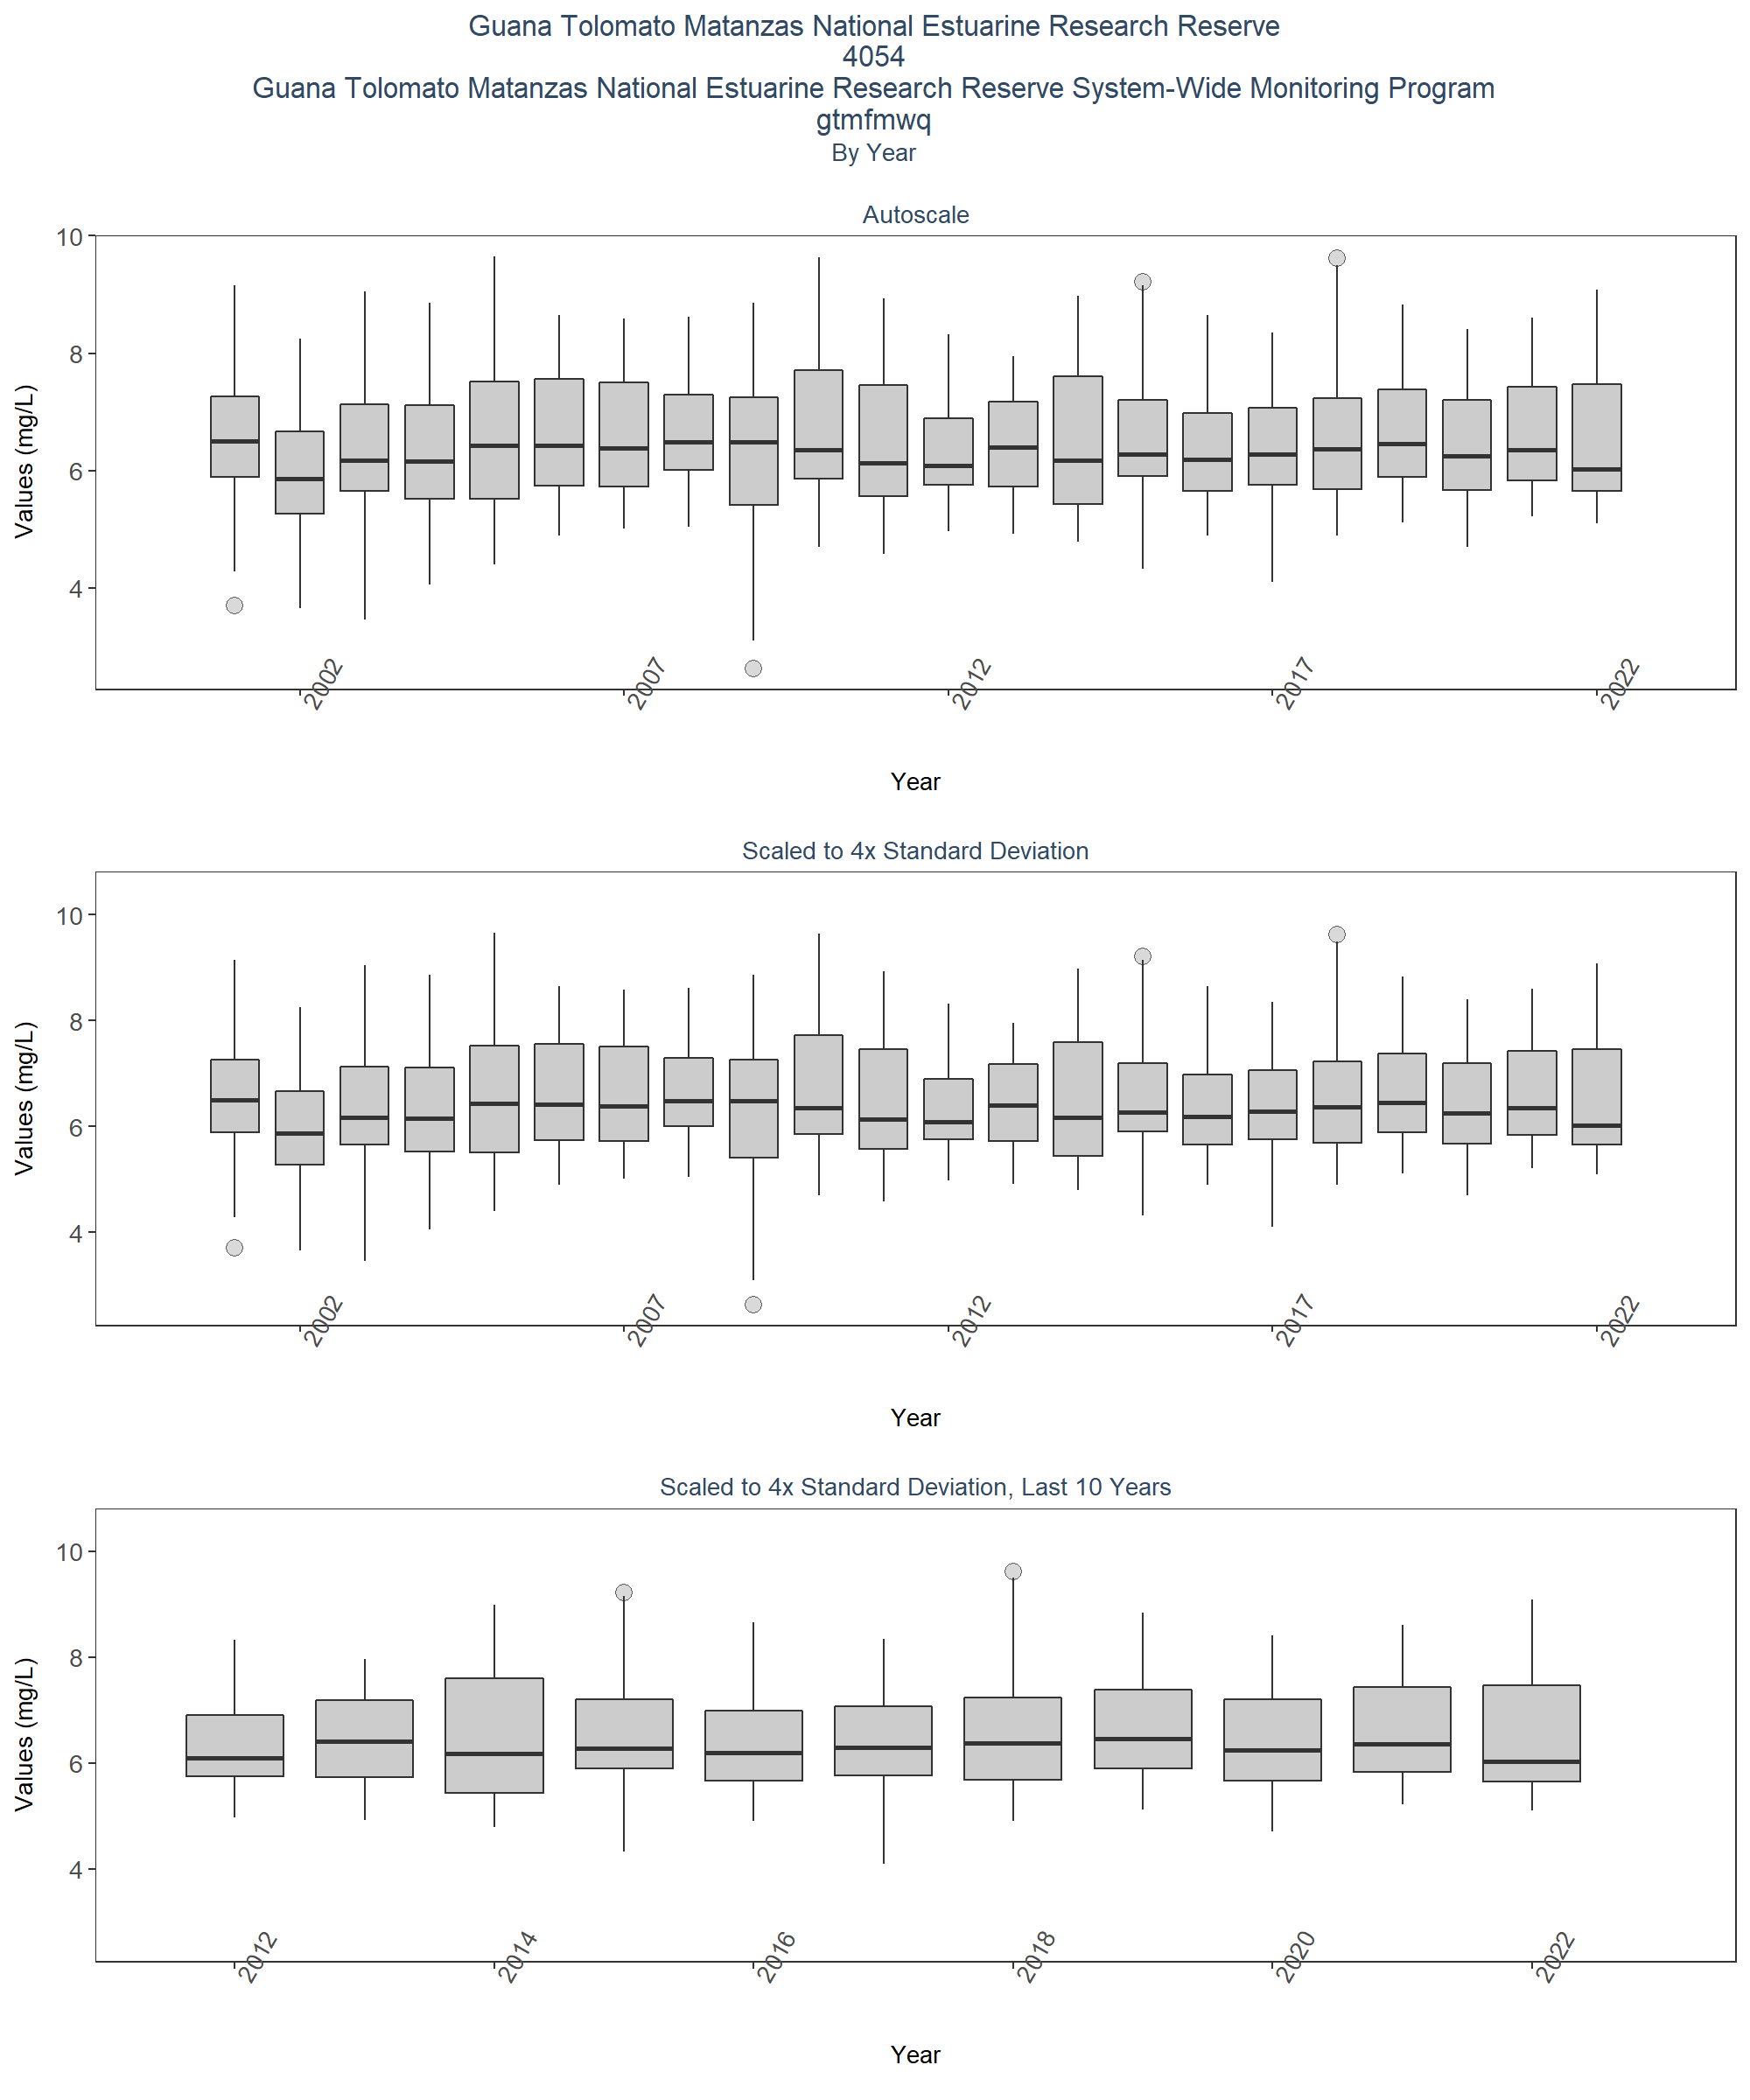 Guana Tolomato Matanzas National Estuarine Research Reserve
4054
Guana Tolomato Matanzas National Estuarine Research Reserve System-Wide Monitoring Program
gtmfmwq
By Year
Autoscale
Values (mg/L)
10
8
6
4
2002 2007 2012 2017 2022
Year
Scaled to 4x Standard Deviation
Values (mg/L)
10
8
6
4
2002 2007 2012 2017 2022
Year
Scaled to 4x Standard Deviation, Last 10 Years
Values (mg/L)
10
8
6
4
2012 2014 2016 2018 2020 2022
Year